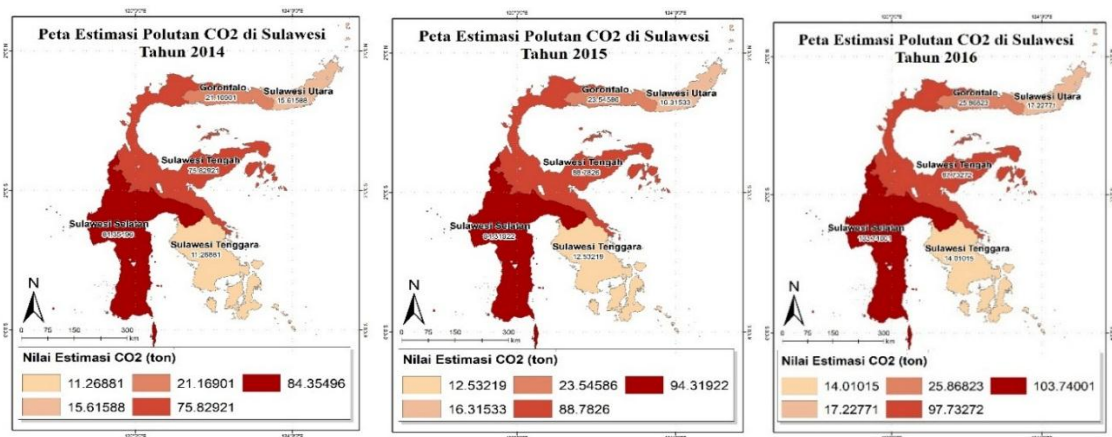 Peta Estimasi Polutan CO2 di Sulawesi
Tahun 2014
Gorontalo
21.16901
Sulawesi Utara
15.61588
Sulawesi Tengah
75.82921
Sulawesi Selatan
Sulawesi Tenggara
11.26881
N
0 75 150 300
km
Nilai Estimasi CO2 (ton)
11.26881 21.16901 84.35496
15.61588 75.82921
Peta Estimasi Polutan CO2 di Sulawesi
Tahun 2015
Gorontalo
23.54586
Sulawesi Utara
16.31533
Sulawesi Tengah
88.7826
Sulawesi Selatan
94.31922
Sulawesi Tenggara
12.53219
N
0 75 150 300
km
Nilai Estimasi CO2 (ton)
12.53219 23.54586 94.31922
16.31533 88.7826
Peta Estimasi Polutan CO2 di Sulawesi
Tahun 2016
Gorontalo
25.86823
Sulawesi Utara
17.22771
Sulawesi Tengah
97.73272
Sulawesi Selatan
Sulawesi Tenggara
14.01015
N
0 75 150 300
km
Nilai Estimasi CO2 (ton)
14.01015 25.86823 103.74001
17.22771 97.73272